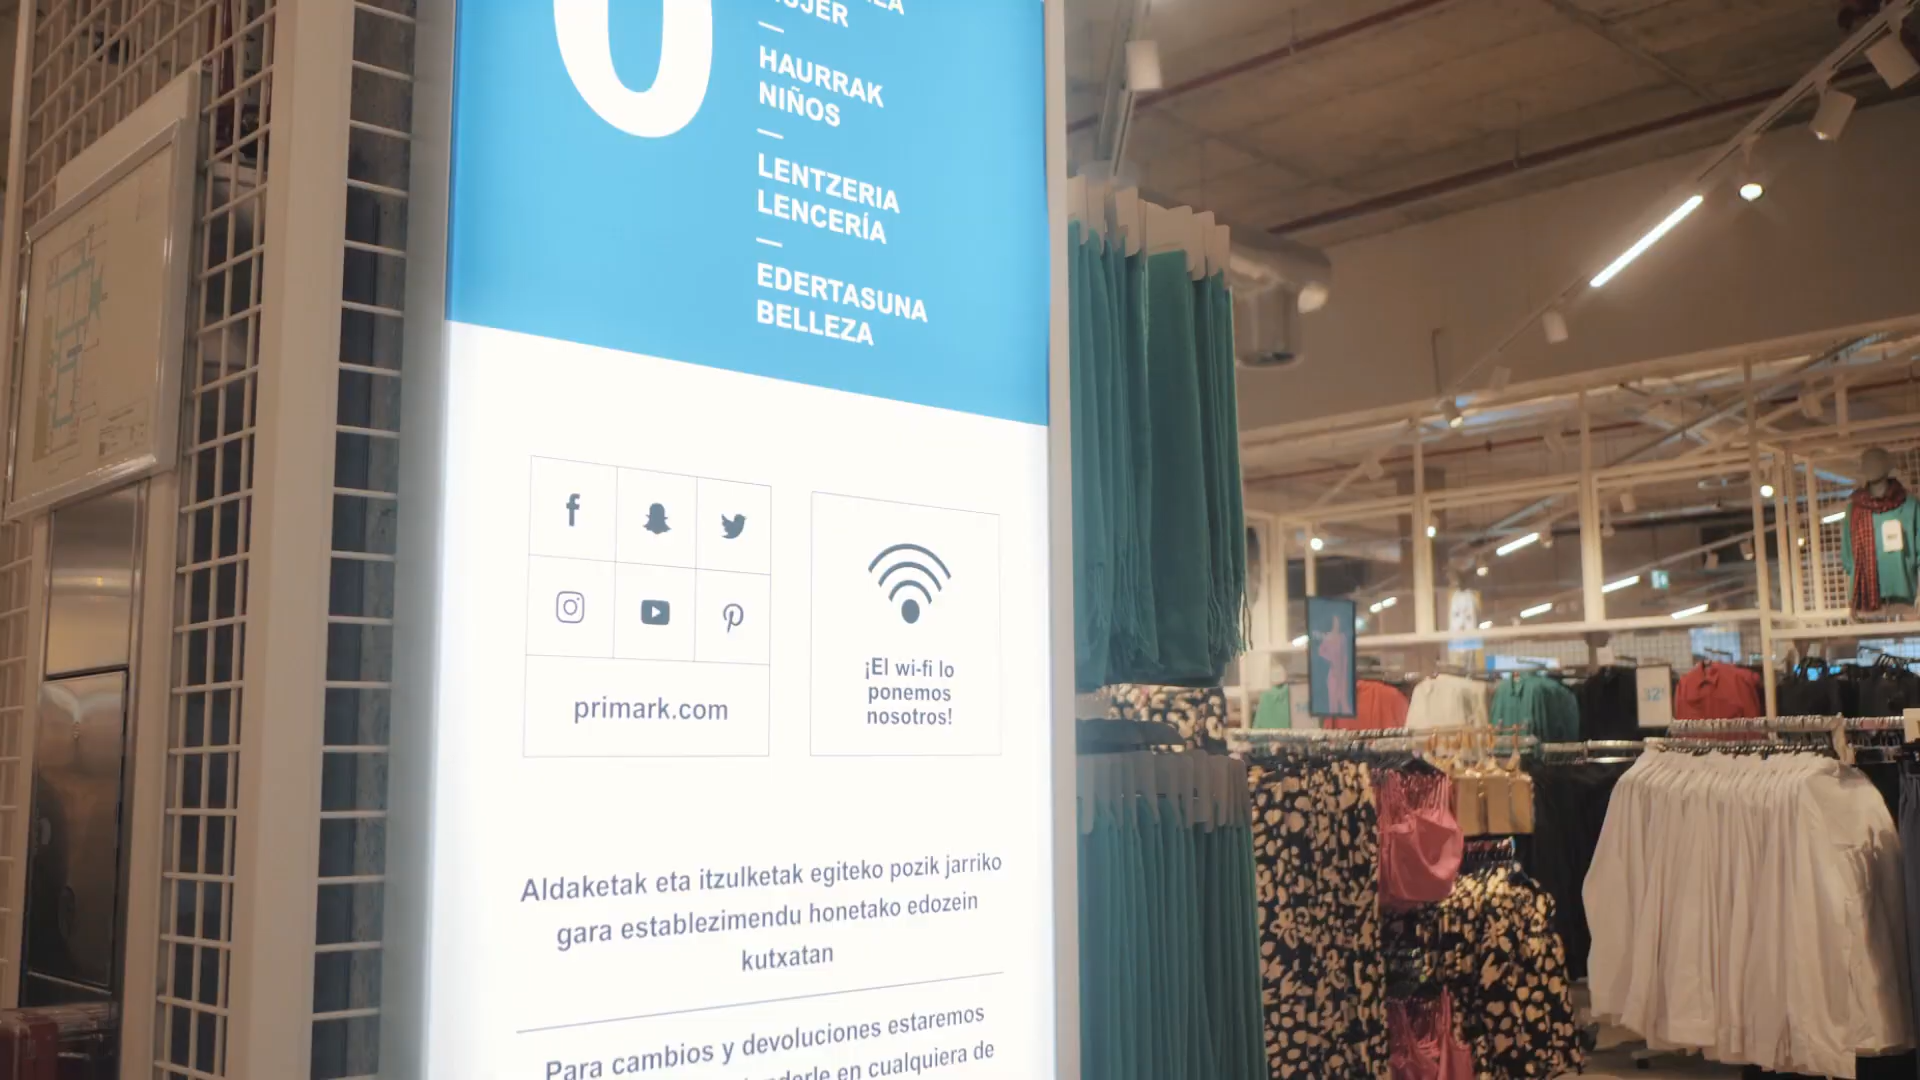 0
HAURRAK
NIÑOS
LENTZERIA
LENCERÍA
EDERTASUNA
BELLEZA
primark.com
¡El wi-fi lo
ponemos
nosotros!
Aldaketak eta itzulketak egiteko pozik jarriko
gara establezimendu honetako edozein
kutxatan
Para cambios y devoluciones estaremos
en cualquiera de